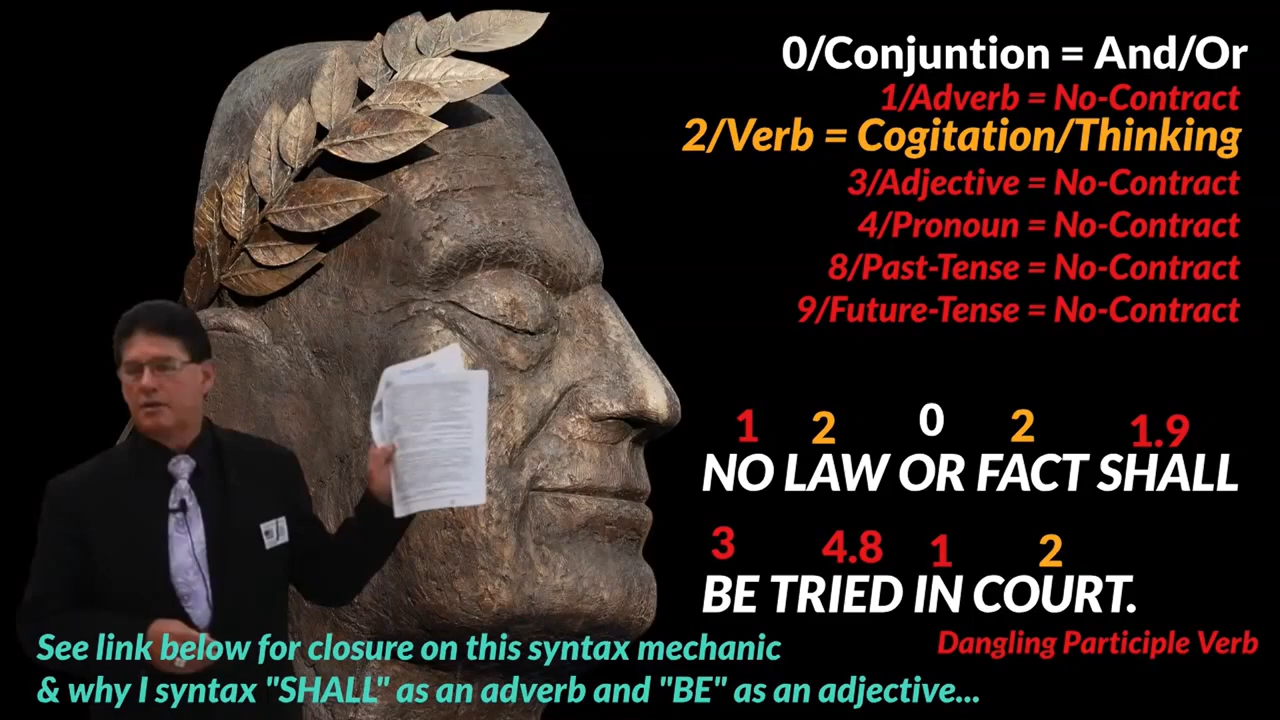 0/Conjuntion = And/Or
1/Adverb = No-Contract
2/Verb = Cogitation/Thinking
3/Adjective = No-Contract
4/Pronoun = No-Contract
8/Past-Tense = No-Contract
9/Future-Tense = No-Contract
1 2 0 2 1.9
NO LAW OR FACT SHALL
3 4.8 1 2
BE TRIED IN COURT.
Dangling Participle Verb
See link below for closure on this syntax mechanic
& why I syntax "SHALL" as an adverb and "BE" as an adjective...